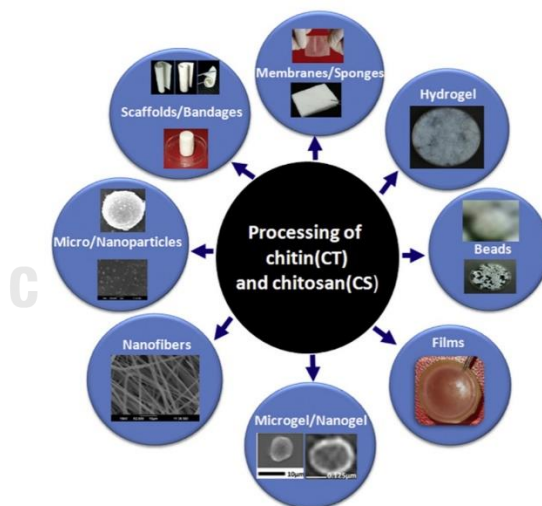 Membranes/Sponges
Hydrogel
Scaffolds/Bandages
Processing of
chitin(CT)
and chitosan(CS)
Beads
Micro/Nanoparticles
C
Nanofibers
Films
Microgel/Nanogel
10µm
0.125µm